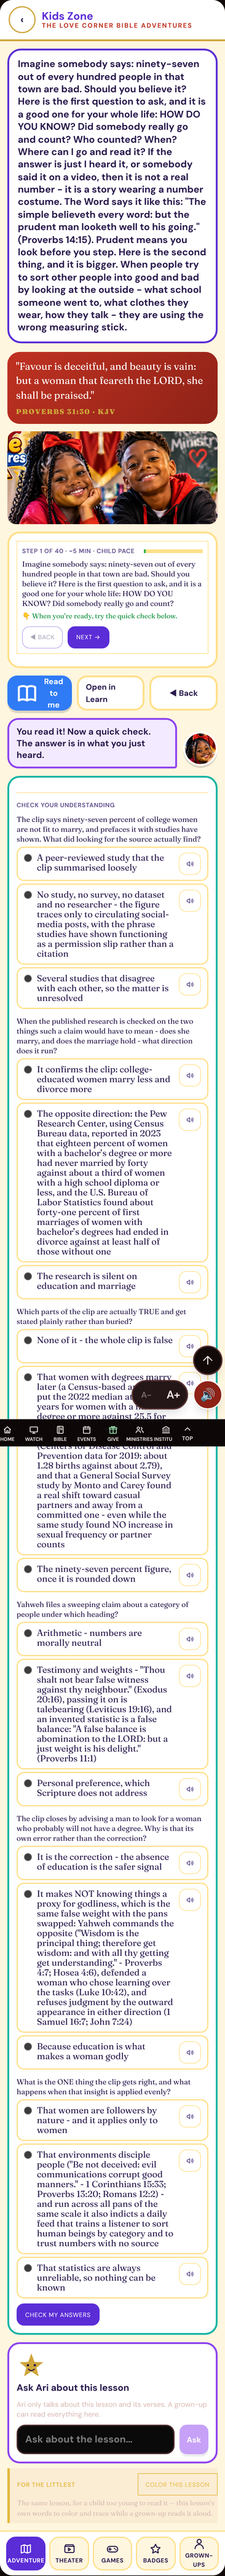 Kids Zone
THE LOVE CORNER BIBLE ADVENTURES
Imagine somebody says: ninety-seven
out of every hundred people in that
town are bad. Should you believe it?
Here is the first question to ask, and it is
a good one for your whole life: HOW DO
YOU KNOW? Did somebody really go
and count? Who counted? When?
Where can I go and read it? If the
answer is just I heard it, or somebody
said it on a video, then it is not a real
number - it is a story wearing a number
costume. The Word says it like this: "The
simple believeth every word: but the
prudent man looketh well to his going."
(Proverbs 14:15). Prudent means you
look before you step. Here is the second
thing, and it is bigger. When people try
to sort other people into good and bad
by looking at the outside - what school
someone went to, what clothes they
wear, how they talk - they are using the
wrong measuring stick.
"Favour is deceitful, and beauty is vain:
but a woman that feareth the LORD, she
shall be praised."
PROVERBS 31:30 · KJV
STEP 1 OF 40 · ~5 MIN · CHILD PACE
Imagine somebody says: ninety-seven out of every
hundred people in that town are bad. Should you
believe it? Here is the first question to ask, and it is a
good one for your whole life: HOW DO YOU
KNOW? Did somebody really go and count?
👇 When you're ready, try the quick check below.
◀ BACK
NEXT →
Read
to
me
Open in
Learn
◀ Back
You read it! Now a quick check.
The answer is in what you just
heard.
CHECK YOUR UNDERSTANDING
The clip says ninety-seven percent of college women
are not fit to marry, and prefaces it with studies have
shown. What did looking for the source actually find?
A peer-reviewed study that the
clip summarised loosely
No study, no survey, no dataset
and no researcher - the figure
traces only to circulating social-
media posts, with the phrase
studies have shown functioning
as a permission slip rather than a
citation
Several studies that disagree
with each other, so the matter is
unresolved
When the published research is checked on the two
things such a claim would have to mean - does she
marry, and does the marriage hold - what direction
does it run?
It confirms the clip: college-
educated women marry less and
divorce more
The opposite direction: the Pew
Research Center, using Census
Bureau data, reported in 2023
that eighteen percent of women
with a bachelor's degree or more
had never married by forty
against about a third of women
with a high school diploma or
less, and the U.S. Bureau of
Labor Statistics found about
forty-one percent of first
marriages of women with
bachelor's degrees had ended in
divorce against at least half of
those without one
The research is silent on
education and marriage
Which parts of the clip are actually TRUE and get
stated plainly rather than buried?
None of it - the whole clip is false
That women with degrees marry
later (a Census-based a
put the 2022 median a
years for women with a
degree or more against 25.5 for
A-
A+
HOME
WATCH
BIBLE
EVENTS
GIVE
MINISTRIES
INSTITU
TOP
(Centers for Disease Control and
Prevention data for 2019: about
1.28 births against about 2.79),
and that a General Social Survey
study by Monto and Carey found
a real shift toward casual
partners and away from a
committed one - even while the
same study found NO increase in
sexual frequency or partner
counts
The ninety-seven percent figure,
once it is rounded down
Yahweh files a sweeping claim about a category of
people under which heading?
Arithmetic - numbers are
morally neutral
Testimony and weights - "Thou
shalt not bear false witness
against thy neighbour." (Exodus
20:16), passing it on is
talebearing (Leviticus 19:16), and
an invented statistic is a false
balance: "A false balance is
abomination to the LORD: but a
just weight is his delight."
(Proverbs 11:1)
Personal preference, which
Scripture does not address
The clip closes by advising a man to look for a woman
who probably will not have a degree. Why is that its
own error rather than the correction?
It is the correction - the absence
of education is the safer signal
It makes NOT knowing things a
proxy for godliness, which is the
same false weight with the pans
swapped: Yahweh commands the
opposite ("Wisdom is the
principal thing; therefore get
wisdom: and with all thy getting
get understanding." - Proverbs
4:7; Hosea 4:6), defended a
woman who chose learning over
the tasks (Luke 10:42), and
refuses judgment by the outward
appearance in either direction (1
Samuel 16:7; John 7:24)
Because education is what
makes a woman godly
What is the ONE thing the clip gets right, and what
happens when that insight is applied evenly?
That women are followers by
nature - and it applies only to
women
That environments disciple
people ("Be not deceived: evil
communications corrupt good
manners." - 1 Corinthians 15:33;
Proverbs 13:20; Romans 12:2) -
and run across all pans of the
same scale it also indicts a daily
feed that trains a listener to sort
human beings by category and to
trust numbers with no source
That statistics are always
unreliable, so nothing can be
known
CHECK MY ANSWERS
Ask Ari about this lesson
Ari only talks about this lesson and its verses. A grown-up
can read everything here.
Ask about the lesson...
Ask
FOR THE LITTLEST
COLOR THIS LESSON
The same lesson, for a child too young to read it — this lesson's
own words to color and trace while a grown-up reads it aloud.
ADVENTURE
THEATER
GAMES
BADGES
GROWN-
UPS